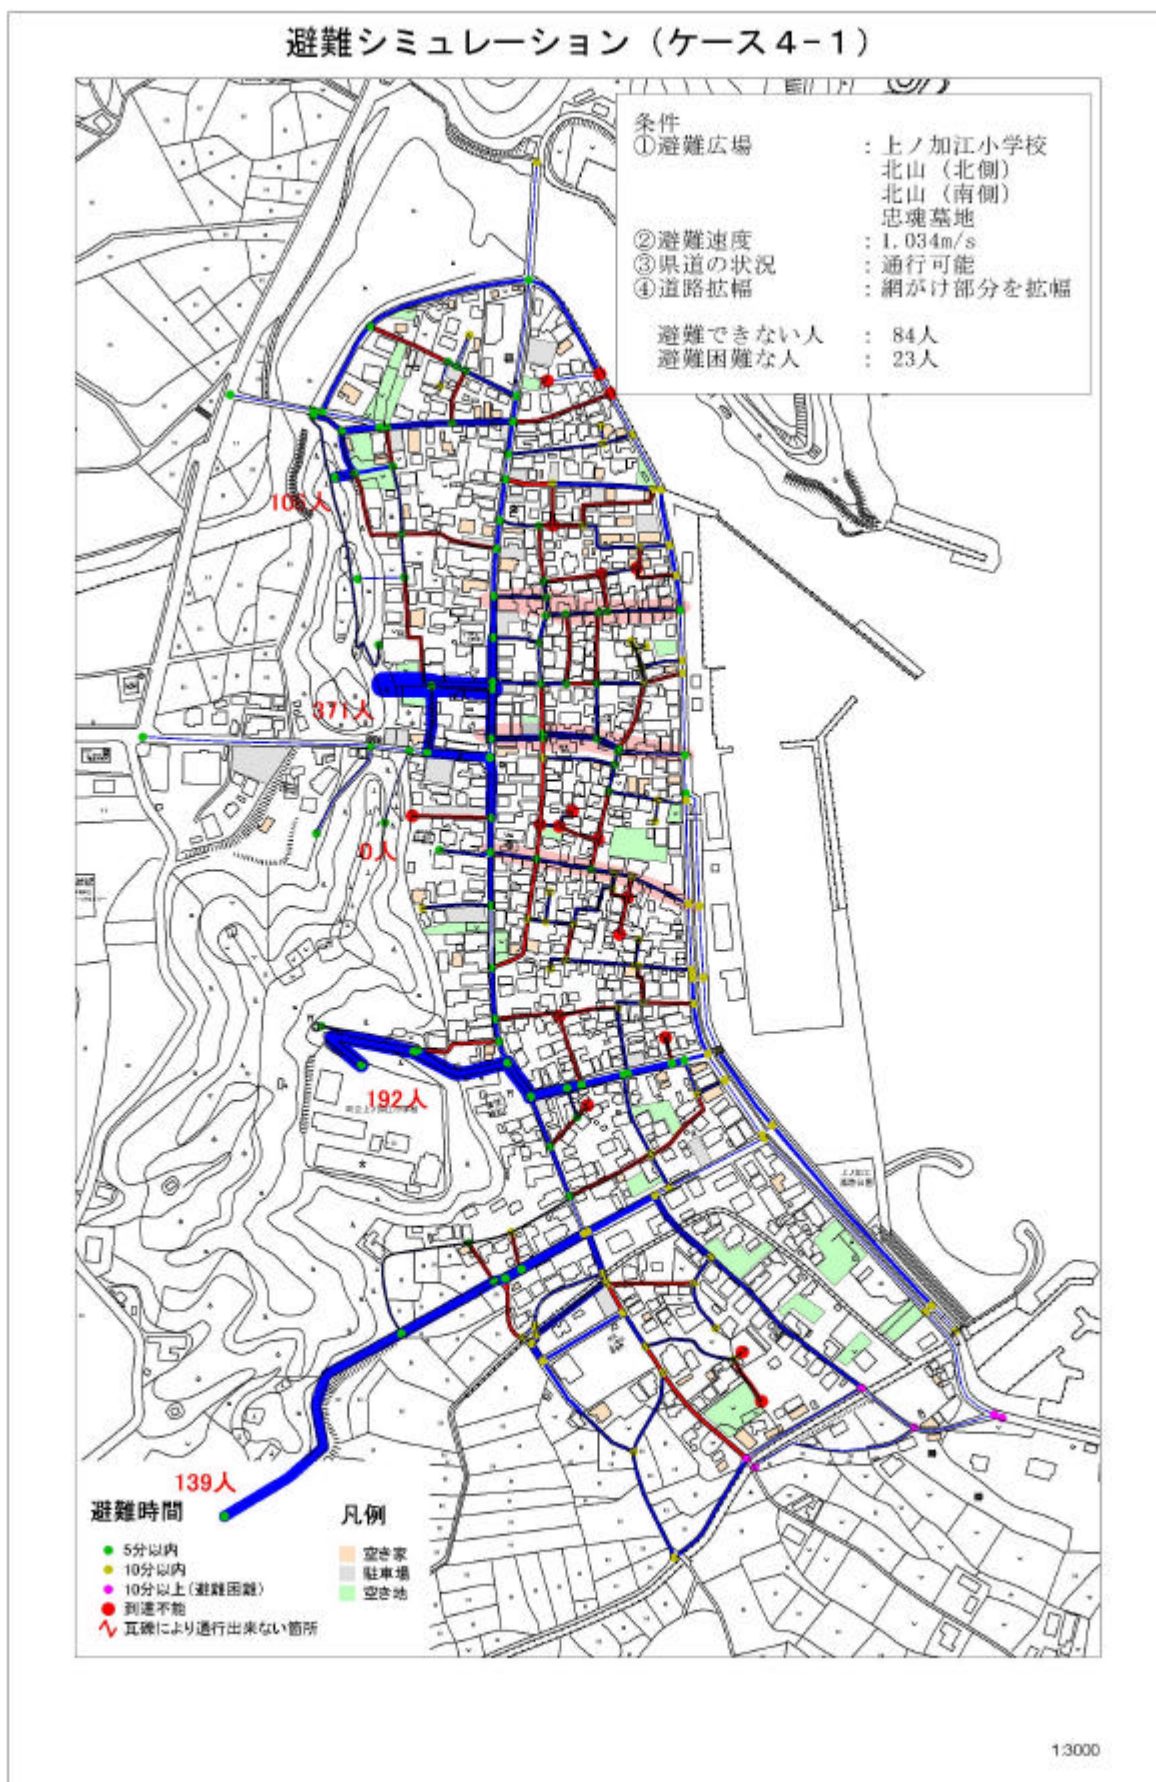 避難シミュレーション（ケース４−１）
条件
①避難広場 ：上ノ加江小学校
北山（北側）
北山（南側）
忠魂墓地
②避難速度 ：1.034m/s
③県道の状況 ：通行可能
④道路拡幅 ：網がけ部分を拡幅
避難できない人 ： 84人
避難困難な人 ： 23人
371人
0人
192人
139人
避難時間
5分以内
10分以内
10分以上（避難困難）
到達不能
瓦礫により通行出来ない箇所
凡例
空き家
駐車場
空き地
1:3000